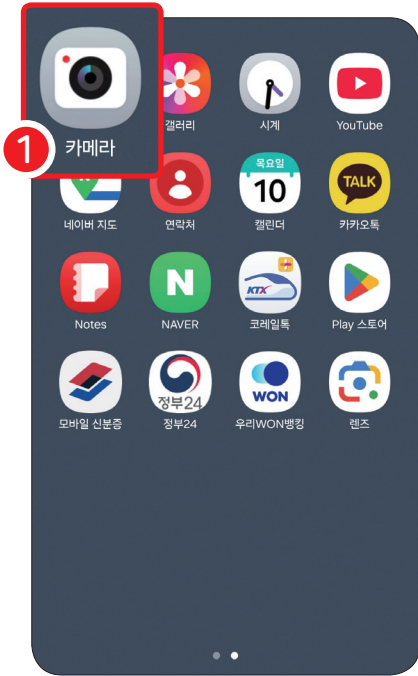 1
카메라
갤러리
시계
YouTube
네이버 지도
연락처
목요일
10
캘린더
TALK
카카오톡
Notes
N
NAVER
KTX
코레일톡
Play 스토어
모바일 신분증
정부24
정부24
WON
우리WON뱅킹
렌즈